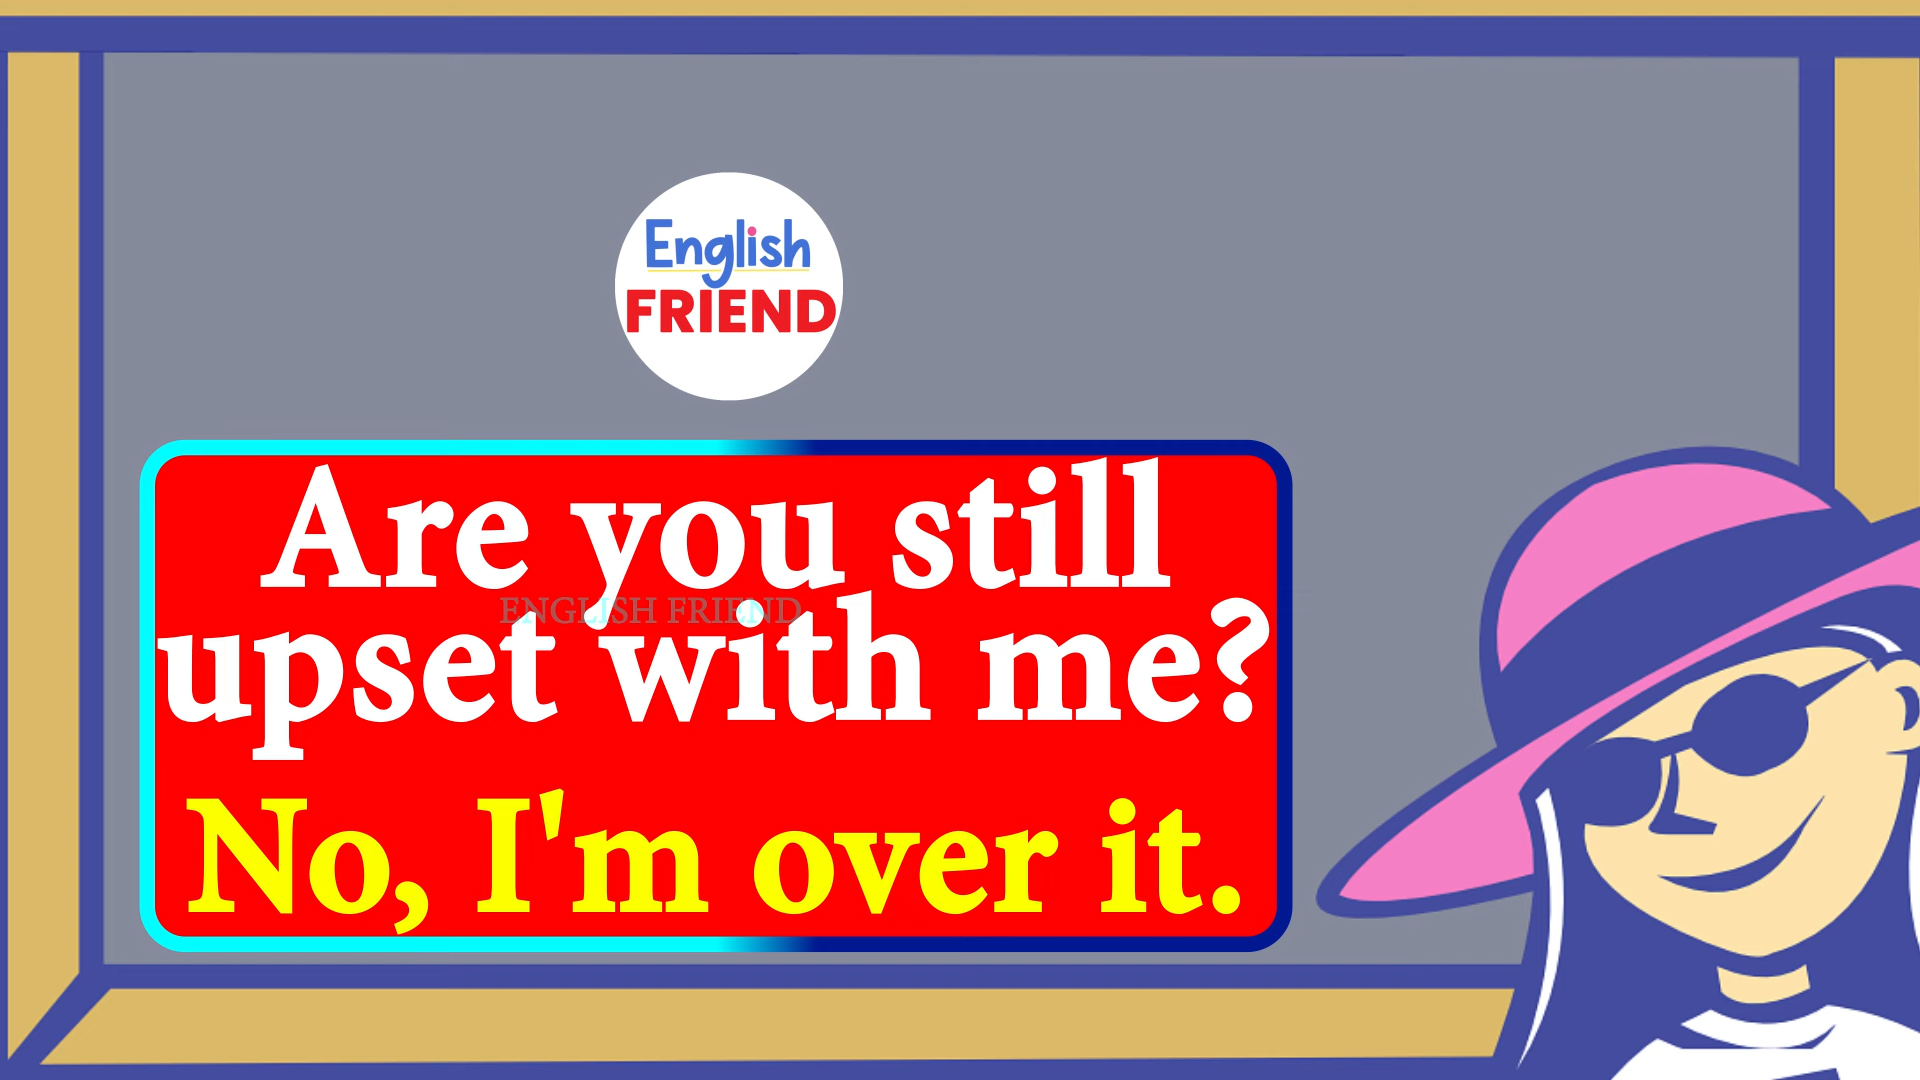 English
FRIEND
Are you still
ENGLISH FRIEND
upset with me?
No, I'm over it.